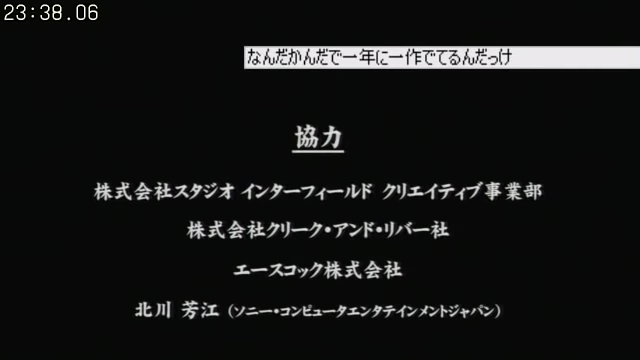 23:38.06
なんだかんだで一年に一作でてるんだっけ
協力
株式会社スタジオ インターフィールド クリエイティブ事業部
株式会社クリーク・アンド・リバー社
エースコック株式会社
北川 芳江（ソニー・コンピュータエンタテインメントジャパン）